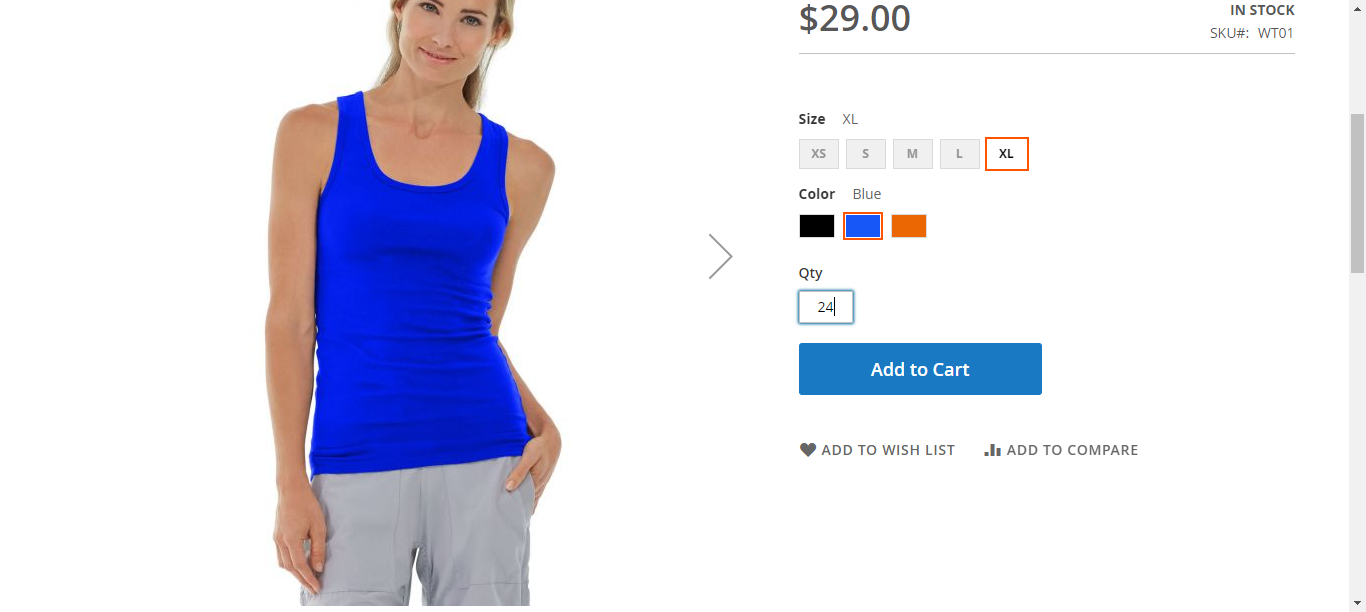 $29.00
IN STOCK
SKU#: WT01
Size XL
XS S M L XL
Color Blue
Qty
24
Add to Cart
ADD TO WISH LIST ADD TO COMPARE